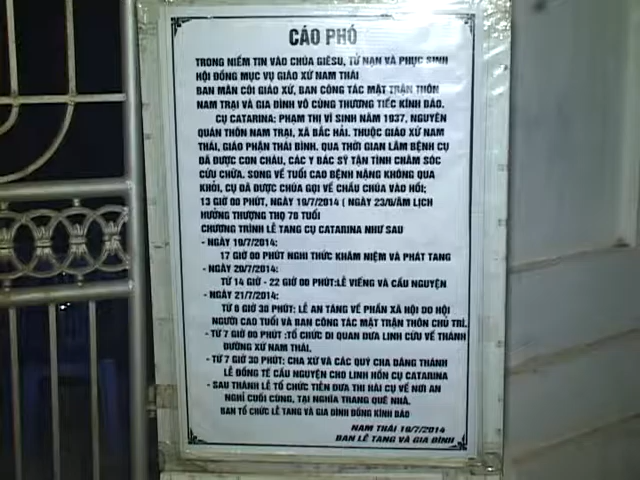 CÁO PHÓ
TRONG NIỀM TIN VÀO CHÚA GIÊSU, TỬ NẠN VÀ PHỤC SINH
HỘI ĐỒNG MỤC VỤ GIÁO XỨ NAM THÁI
BAN MÂN CÔI GIÁO XỨ, BAN CÔNG TÁC MẶT TRẬN THÔN
NAM TRẠI VÀ GIA ĐÌNH VÔ CÙNG THƯƠNG TIẾC KÍNH BÁO.
CỤ CATARINA: PHẠM THỊ VĨ SINH NĂM 1937, NGUYÊN
QUÁN THÔN NAM TRẠI, XÃ BẮC HẢI. THUỘC GIÁO XỨ NAM
THÁI, GIÁO PHẬN THÁI BÌNH. QUA THỜI GIAN LÂM BỆNH CỤ
ĐÃ ĐƯỢC CON CHÁU, CÁC Y BÁC SỸ TẬN TÌNH CHĂM SÓC
CỨU CHỮA. SONG VỀ TUỔI CAO BỆNH NẶNG KHÔNG QUA
KHỎI, CỤ ĐÃ ĐƯỢC CHÚA GỌI VỀ CHẦU CHÚA VÀO HỒI;
13 GIỜ 00 PHÚT, NGÀY 19/7/2014 ( NGÀY 23/6/ÂM LỊCH
HƯỞNG THƯỢNG THỌ 78 TUỔI
CHƯƠNG TRÌNH LỄ TANG CỤ CATARINA NHƯ SAU
- NGÀY 19/7/2014:
17 GIỜ 00 PHÚT NGHI THỨC KHÂM NIỆM VÀ PHÁT TANG
- NGÀY 20/7/2014:
TỪ 14 GIỜ - 22 GIỜ 00 PHÚT:LỄ VIẾNG VÀ CẦU NGUYỆN
- NGÀY 21/7/2014:
TỪ 6 GIỜ 30 PHÚT: LỄ AN TÁNG VỀ PHẦN XÃ HỘI DO HỘI
NGƯỜI CAO TUỔI VÀ BAN CÔNG TÁC MẶT TRẬN THÔN CHỦ TRÌ.
- TỪ 7 GIỜ 00 PHÚT :TỔ CHỨC DI QUAN ĐƯA LINH CỮU VỀ THÁNH
ĐƯỜNG XỨ NAM THÁI.
- TỪ 7 GIỜ 30 PHÚT: CHA XỨ VÀ CÁC QUÝ CHA DÂNG THÁNH
LỄ ĐỒNG TẾ CẦU NGUYỆN CHO LINH HỒN CỤ CATARINA
- SAU THÁNH LỄ TỔ CHỨC TIỄN ĐƯA THI HÀI CỤ VỀ NƠI AN
NGHỈ CUỐI CÙNG, TẠI NGHĨA TRANG QUÊ NHÀ.
BAN TỔ CHỨC LỄ TANG VÀ GIA ĐÌNH ĐỒNG KÍNH BÁO
NAM THÁI 19/7/2014
BAN LỄ TANG VÀ GIA ĐÌNH